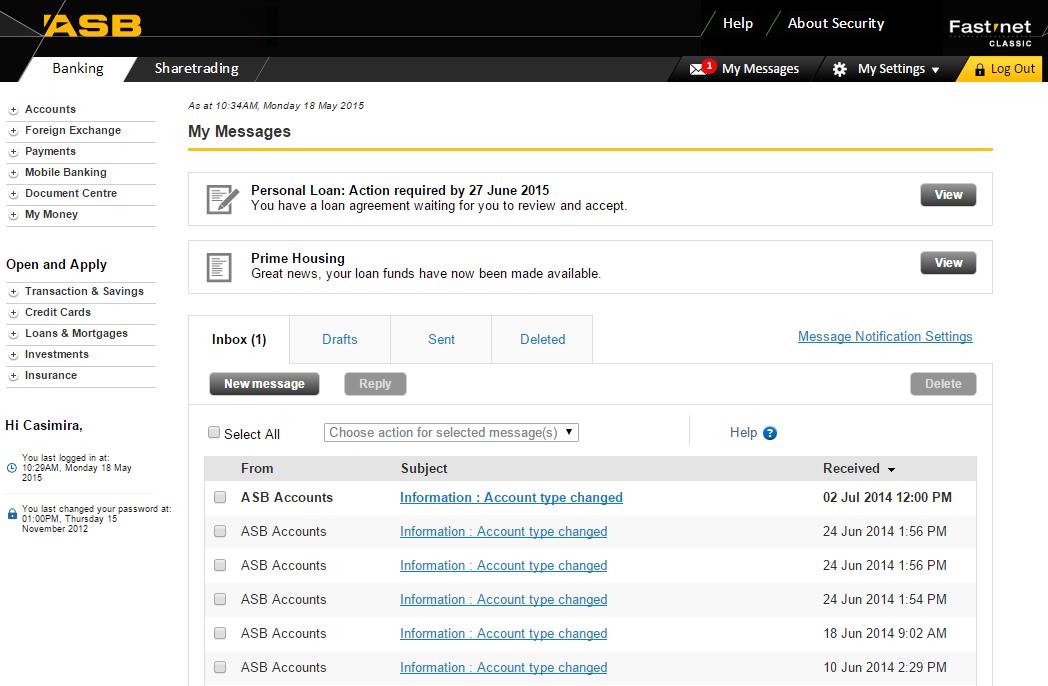 ASB
Help
About Security
Fastnet
CLASSIC
Banking
Sharetrading
1
My Messages
My Settings
Log Out
Accounts
Foreign Exchange
Payments
Mobile Banking
Document Centre
My Money
Open and Apply
Transaction & Savings
Credit Cards
Loans & Mortgages
Investments
Insurance
Hi Casimira,
You last logged in at:
10:29AM, Monday 18 May
2015
You last changed your password at:
01:00PM, Thursday 15
November 2012
As at 10:34AM, Monday 18 May 2015
My Messages
Personal Loan: Action required by 27 June 2015
You have a loan agreement waiting for you to review and accept.
View
Prime Housing
Great news, your loan funds have now been made available.
View
Inbox (1)
Drafts
Sent
Deleted
Message Notification Settings
New message
Reply
Delete
Select All
Choose action for selected message(s)
Help ?
From Subject Received
ASB Accounts Information : Account type changed 02 Jul 2014 12:00 PM
ASB Accounts Information : Account type changed 24 Jun 2014 1:56 PM
ASB Accounts Information : Account type changed 24 Jun 2014 1:56 PM
ASB Accounts Information : Account type changed 24 Jun 2014 1:54 PM
ASB Accounts Information : Account type changed 18 Jun 2014 9:02 AM
ASB Accounts Information : Account type changed 10 Jun 2014 2:29 PM